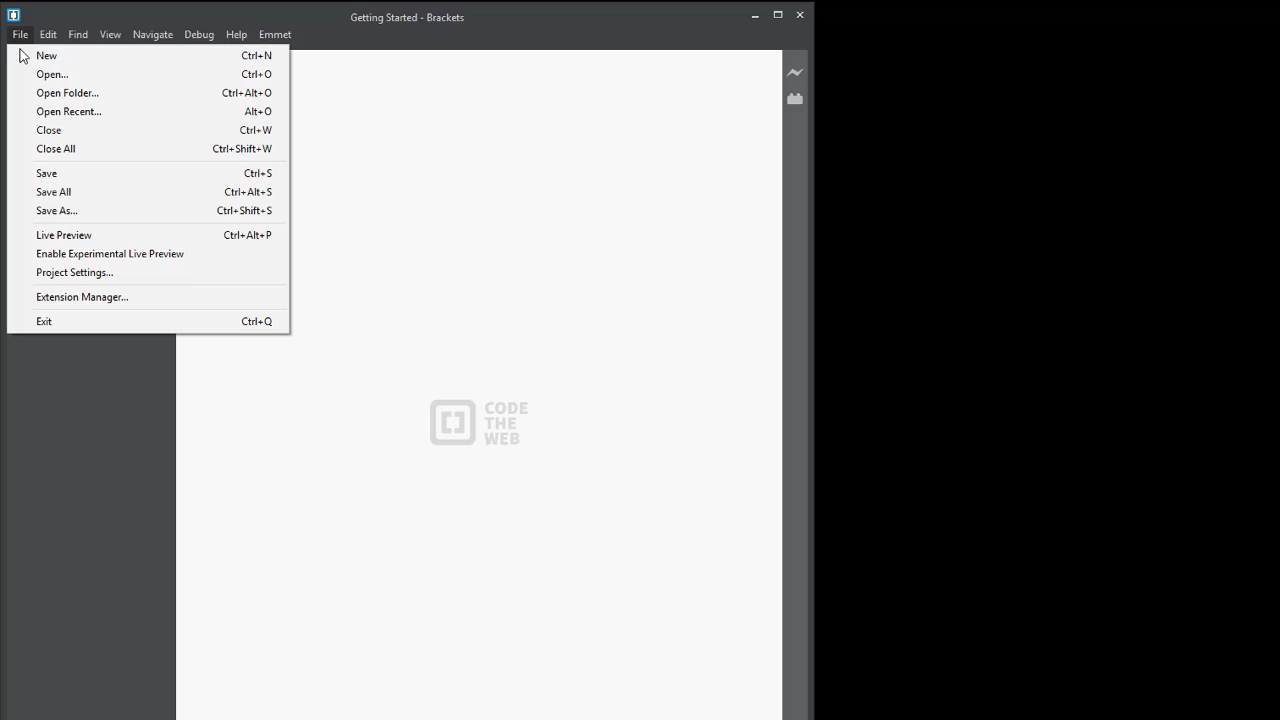 Getting Started - Brackets
File Edit Find View Navigate Debug Help Emmet
New Ctrl+N
Open... Ctrl+O
Open Folder... Ctrl+Alt+O
Open Recent... Alt+O
Close Ctrl+W
Close All Ctrl+Shift+W
Save Ctrl+S
Save All Ctrl+Alt+S
Save As... Ctrl+Shift+S
Live Preview Ctrl+Alt+P
Enable Experimental Live Preview
Project Settings...
Extension Manager...
Exit Ctrl+Q
CODE
THE
WEB